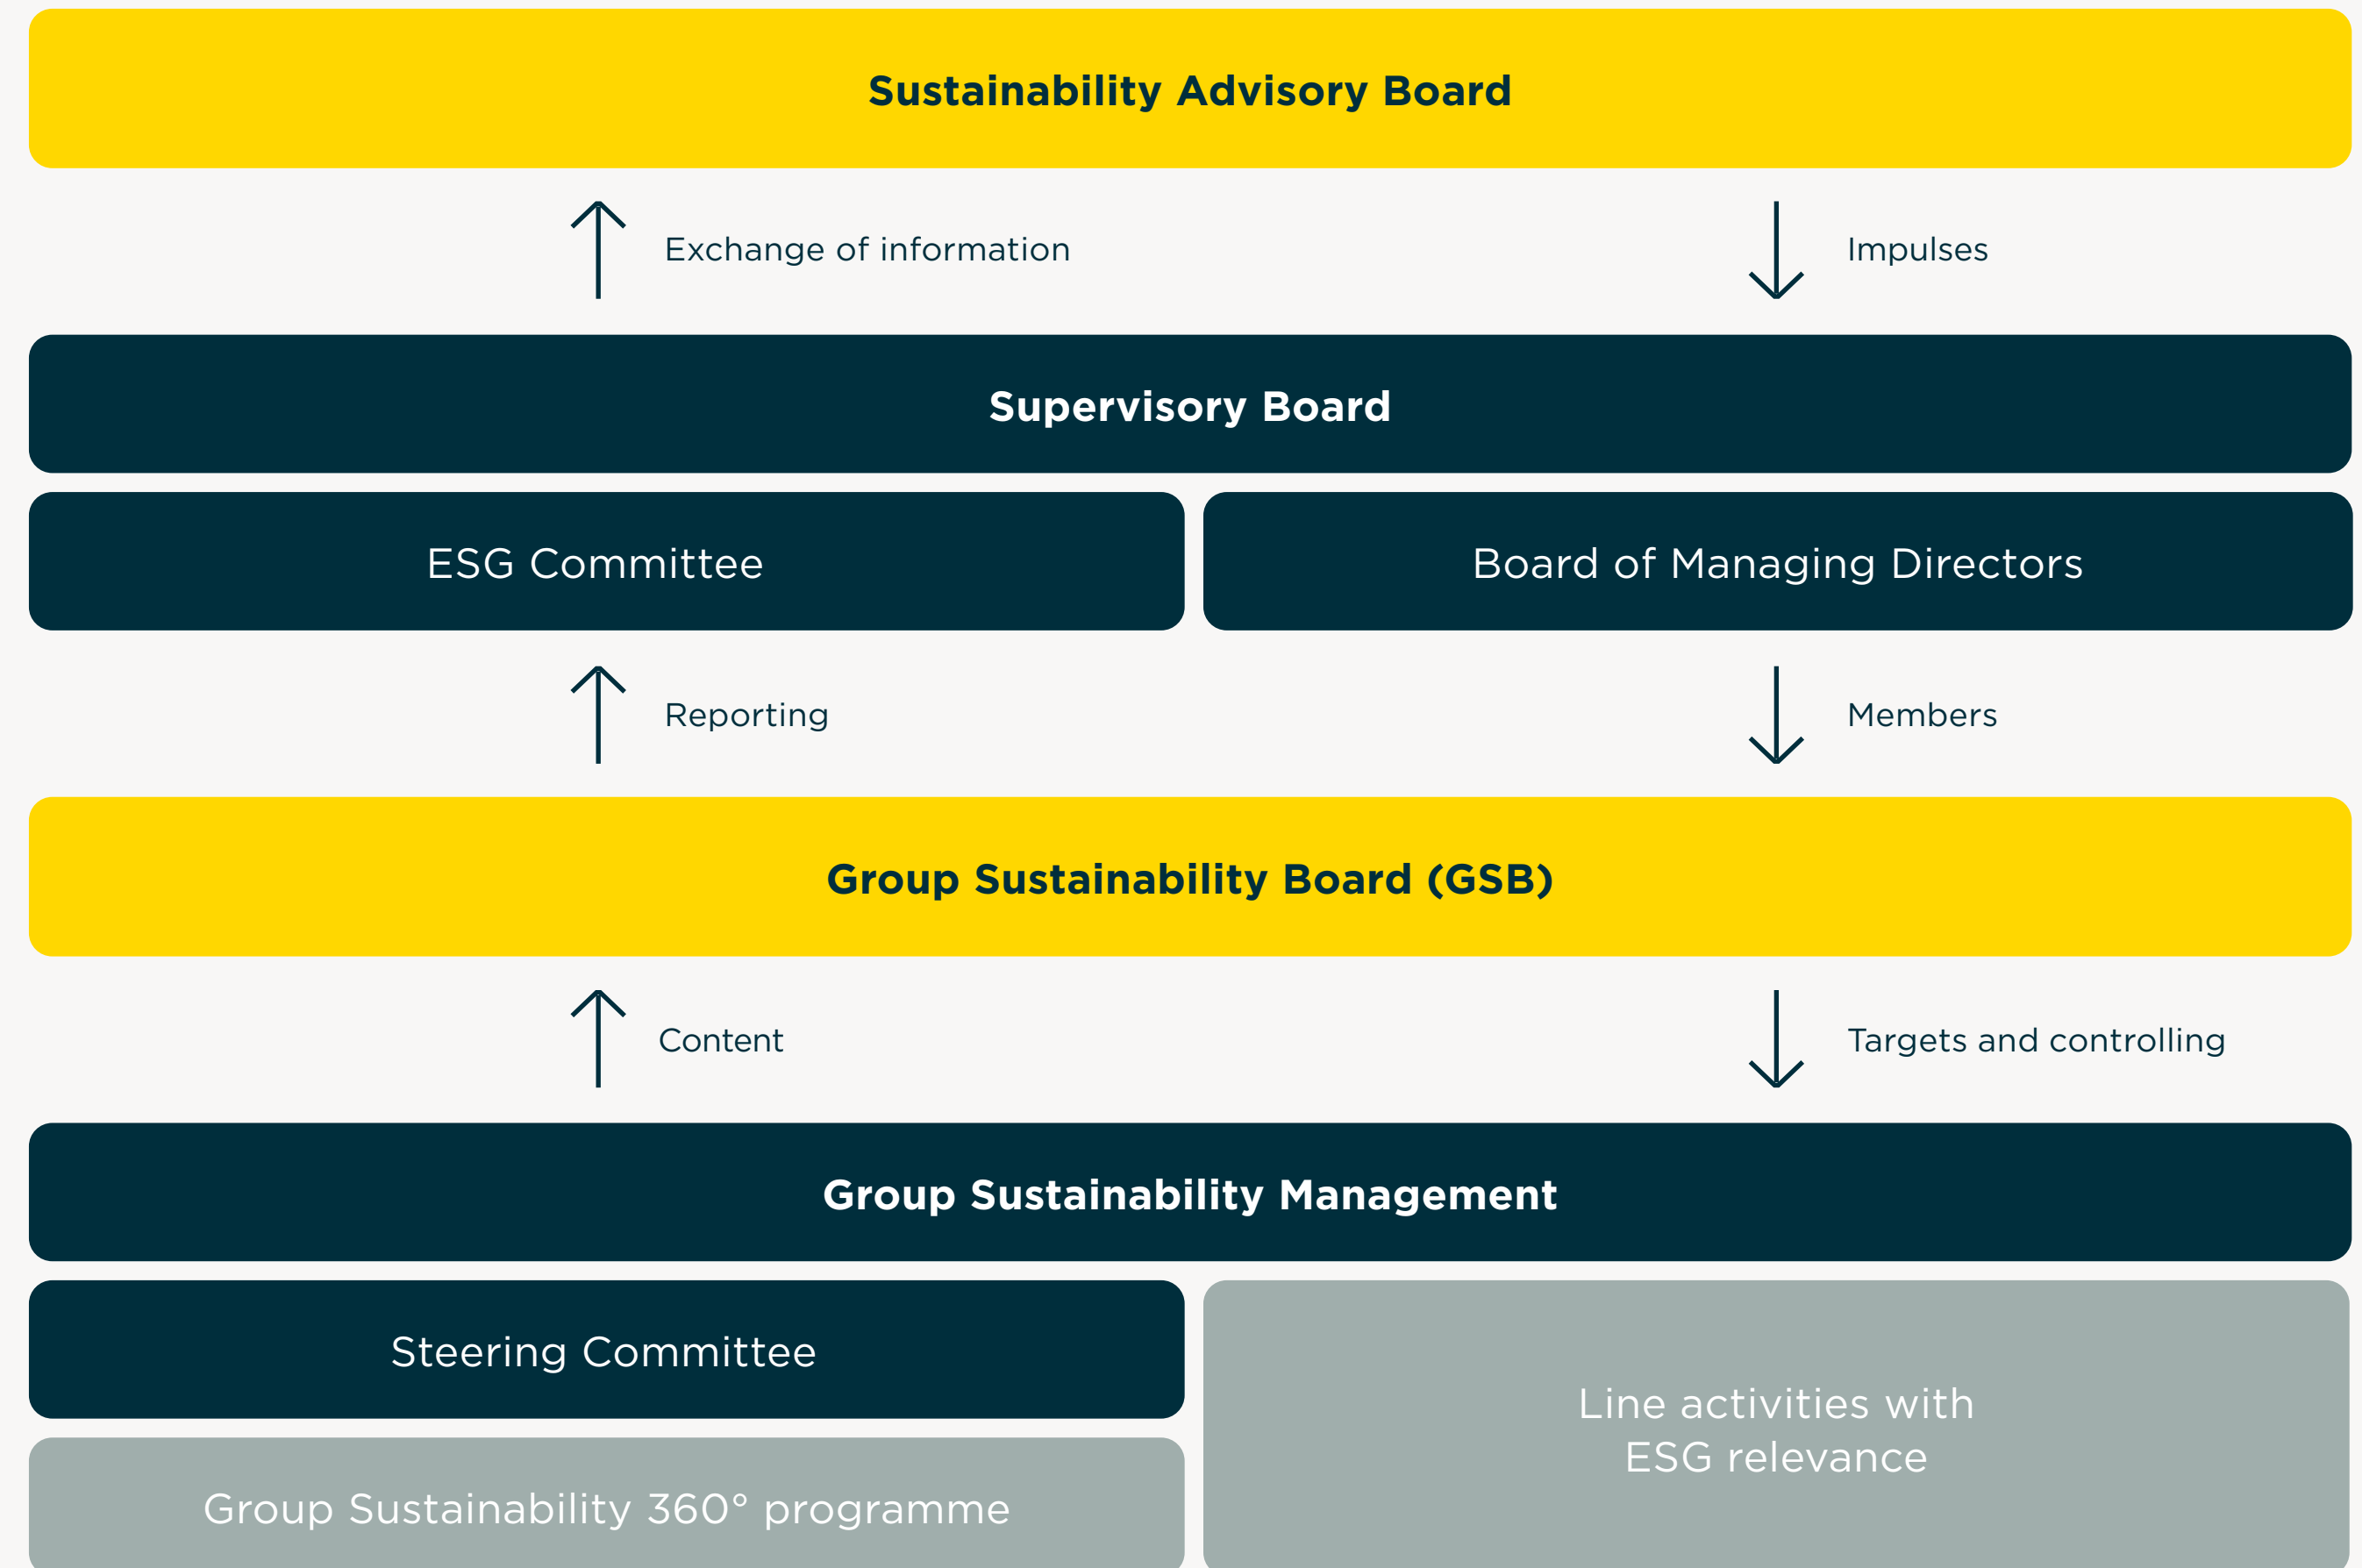 Sustainability Advisory Board
Exchange of information
Impulses
Supervisory Board
ESG Committee
Board of Managing Directors
Reporting
Members
Group Sustainability Board (GSB)
Content
Targets and controlling
Group Sustainability Management
Steering Committee
Line activities with
ESG relevance
Group Sustainability 360° programme